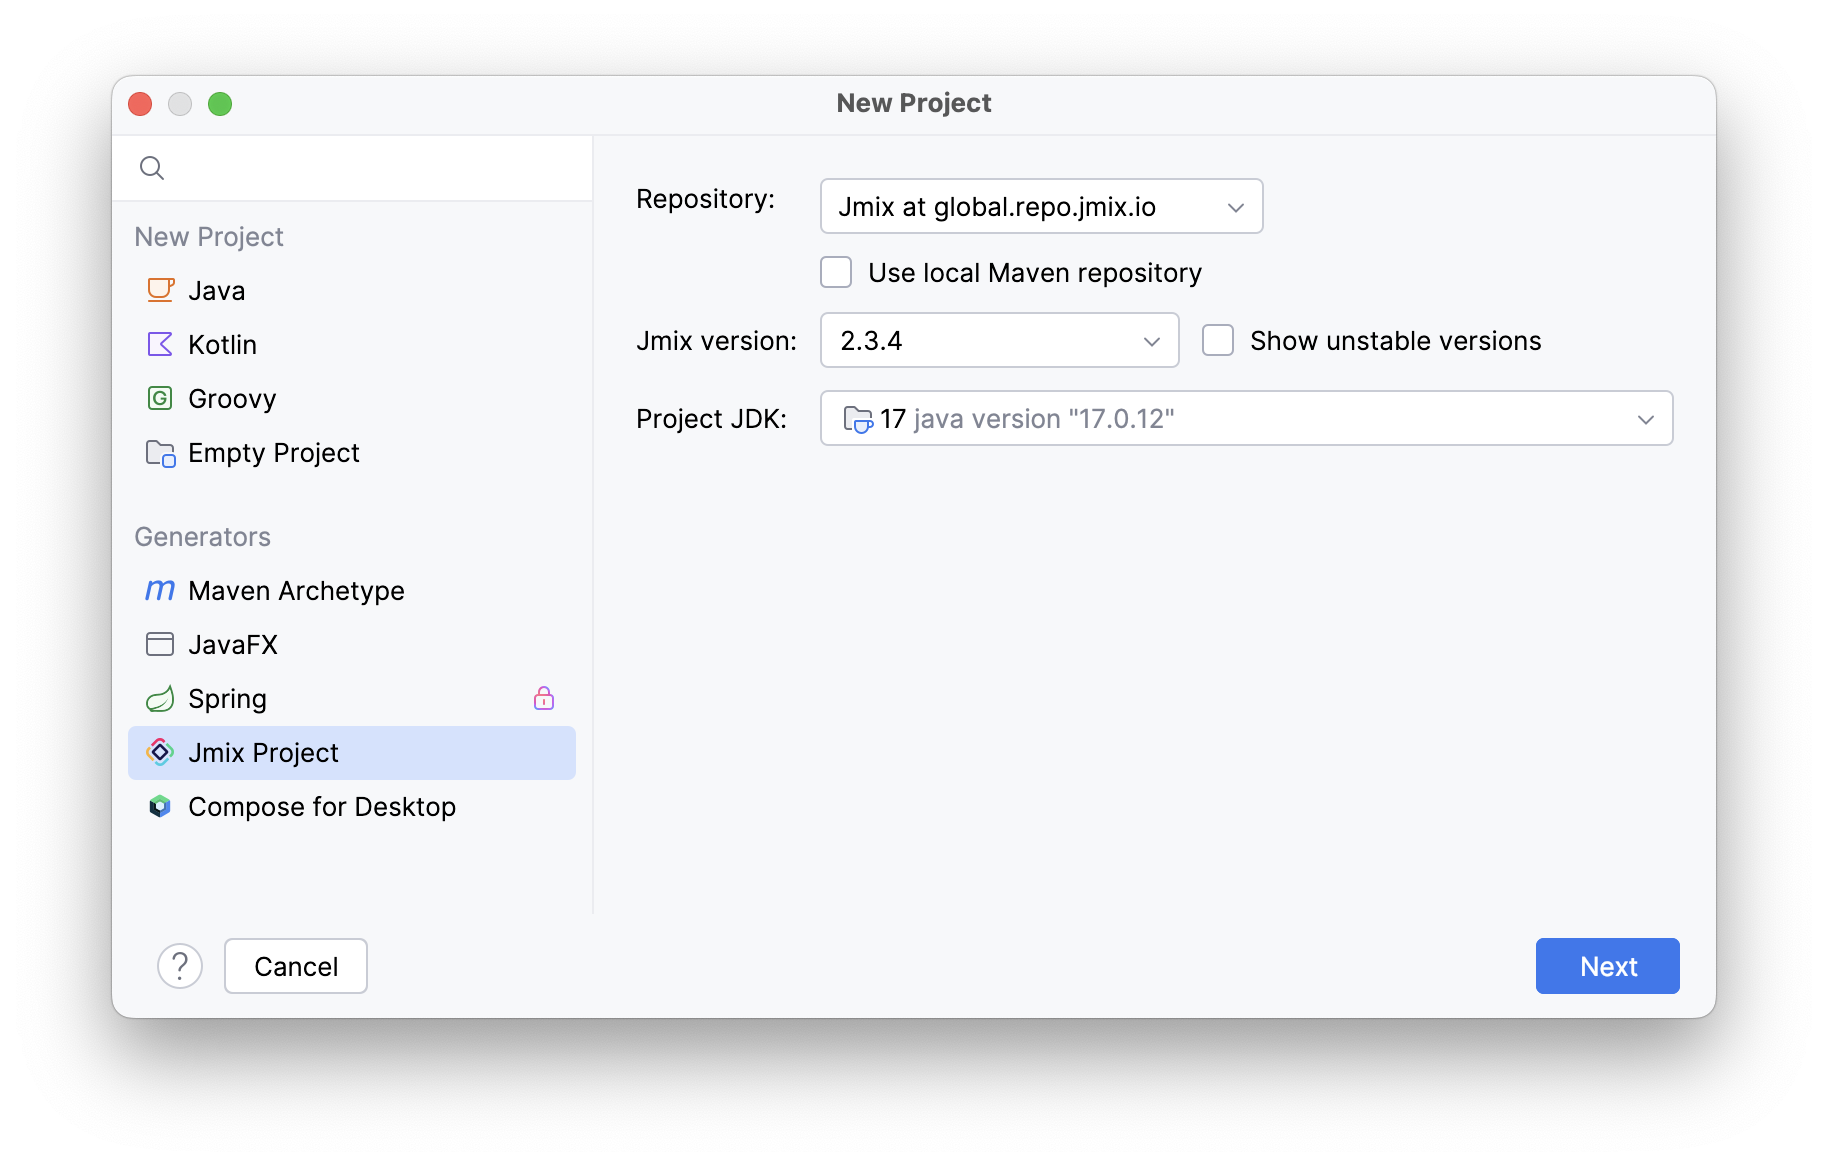 New Project
New Project
Java
Kotlin
G Groovy
Empty Project
Generators
m Maven Archetype
JavaFX
Spring
Jmix Project
Compose for Desktop
Repository: Jmix at global.repo.jmix.io
Use local Maven repository
Jmix version: 2.3.4 Show unstable versions
Project JDK: 17 java version "17.0.12"
? Cancel Next